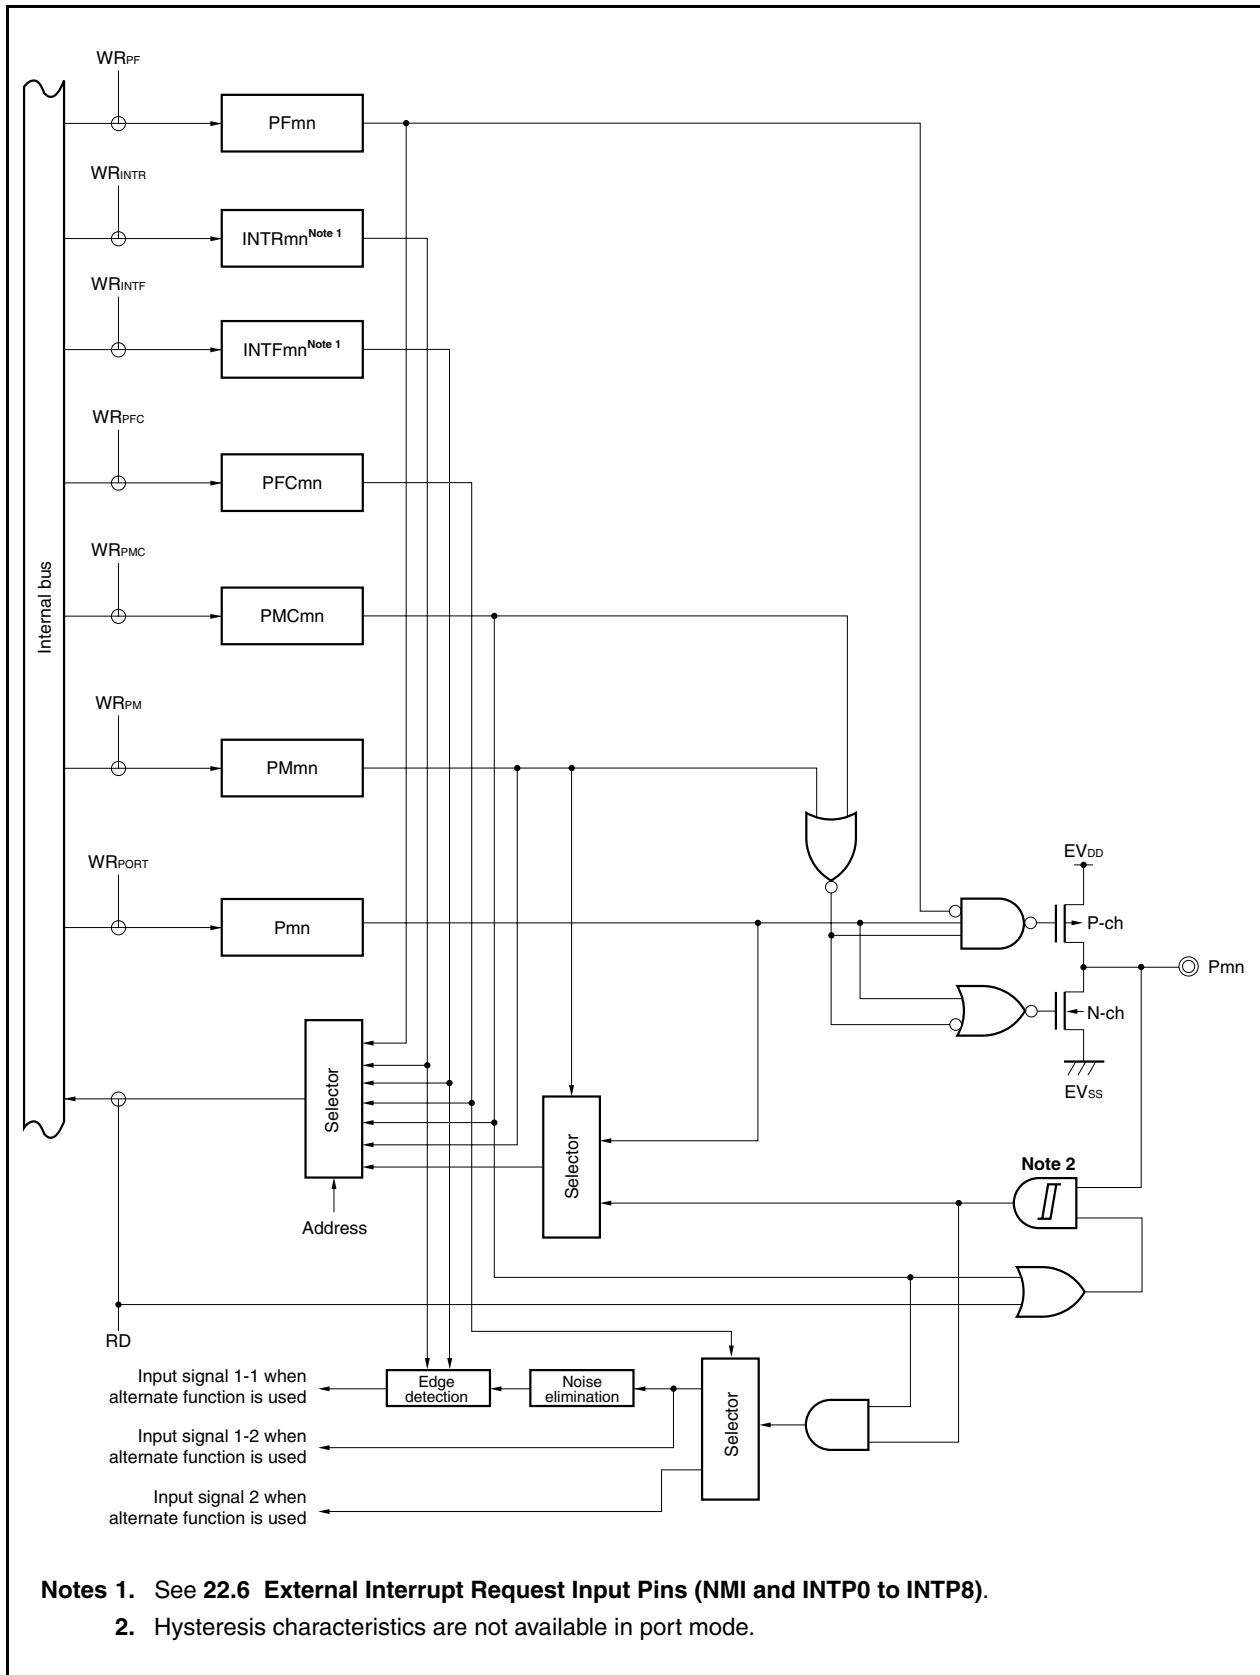 WRPF
PFmn
WRINTR
INTRmnNote 1
WRINTF
INTFmnNote 1
WRPFC
PFCmn
WRPMC
PMCmn
Internal bus
WRPM
PMmn
WRPORT
Pmn
EVDD
P-ch
Pmn
N-ch
EVSS
Selector
Selector
Note 2
Address
RD
Input signal 1-1 when
alternate function is used
Edge
detection
Noise
elimination
Selector
Input signal 1-2 when
alternate function is used
Input signal 2 when
alternate function is used
Notes 1. See 22.6 External Interrupt Request Input Pins (NMI and INTP0 to INTP8).
2. Hysteresis characteristics are not available in port mode.